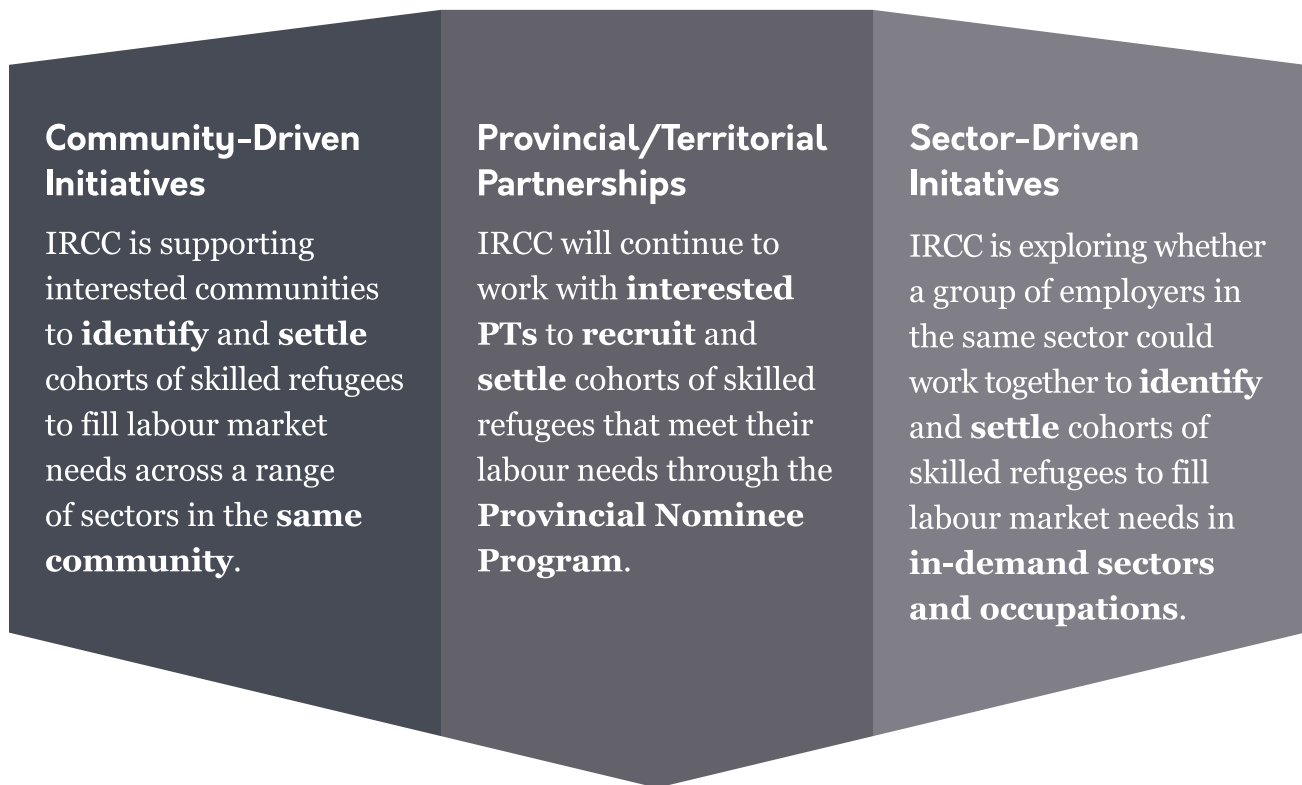 Community-Driven
Initiatives
IRCC is supporting
interested communities
to identify and settle
cohorts of skilled refugees
to fill labour market
needs across a range
of sectors in the same
community.
Provincial/Territorial
Partnerships
IRCC will continue to
work with interested
PTs to recruit and
settle cohorts of skilled
refugees that meet their
labour needs through the
Provincial Nominee
Program.
Sector-Driven
Initatives
IRCC is exploring whether
a group of employers in
the same sector could
work together to identify
and settle cohorts of
skilled refugees to fill
labour market needs in
in-demand sectors
and occupations.